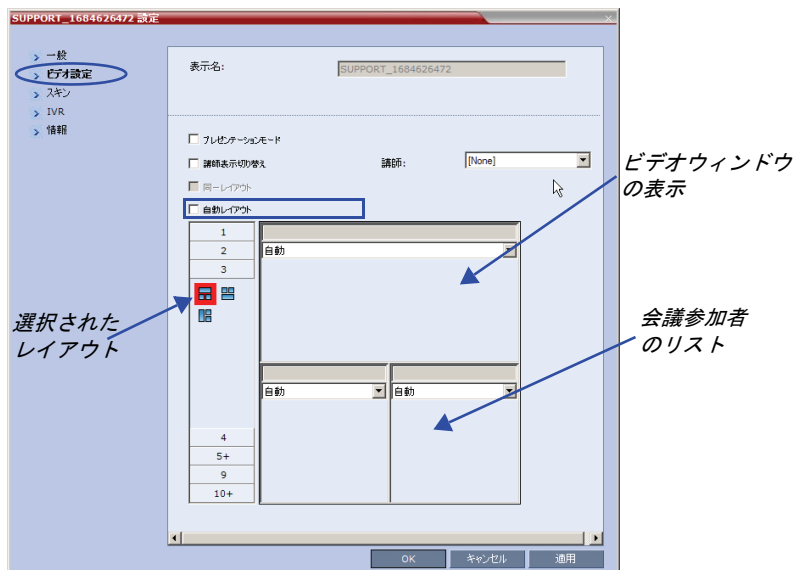 SUPPORT_1684626472 設定
一般
ビデオ設定
スキン
IVR
情報
表示名:
SUPPORT_1684626472
プレゼンテーションモード
講師表示切り替え
講師:
[None]
同一レイアウト
自動レイアウト
1
2
3
自動
自動
自動
4
5+
9
10+
OK
キャンセル
適用
ビデオウィンドウ
の表示
選択された
レイアウト
会議参加者
のリスト